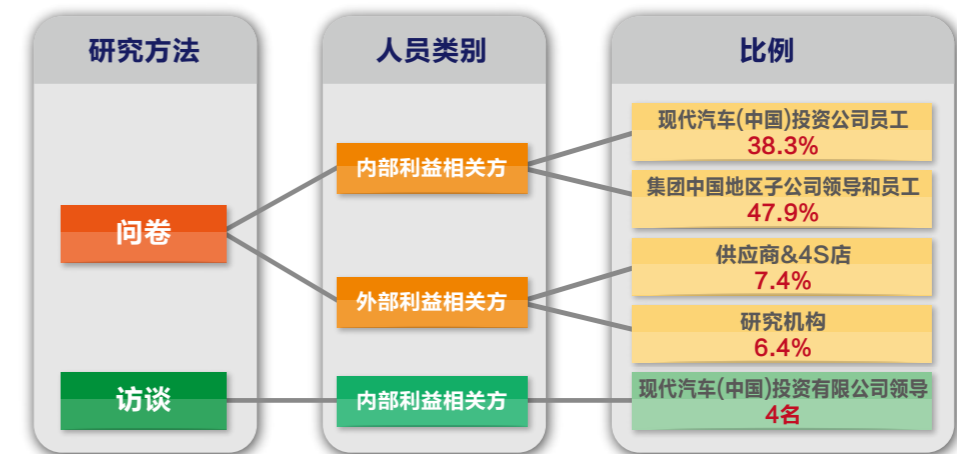 研究方法
人员类别
比例
问卷
内部利益相关方
现代汽车(中国)投资公司员工
38.3%
集团中国地区子公司领导和员工
47.9%
外部利益相关方
供应商&4S店
7.4%
研究机构
6.4%
访谈
内部利益相关方
现代汽车(中国)投资有限公司领导
4名